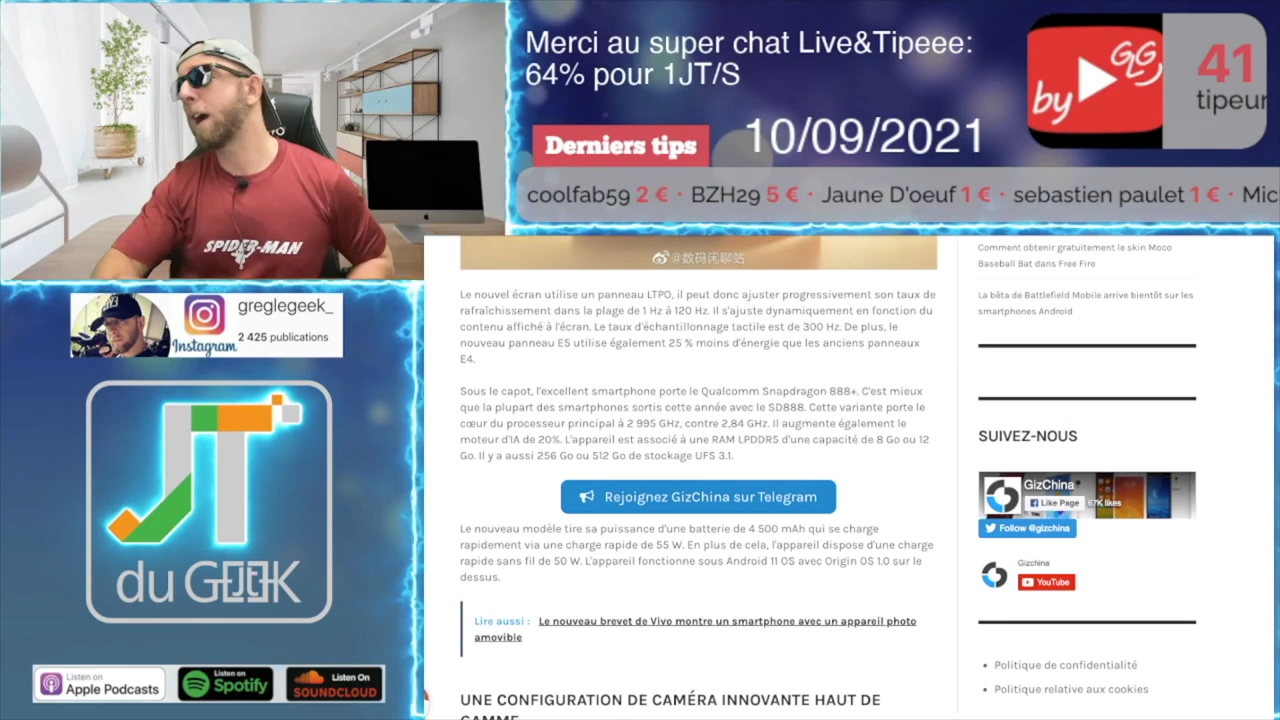 Merci au super chat Live&Tipeee:
64% pour 1JT/S
by GLG
41
tipeur
Derniers tips
10/09/2021
coolfab59 2 € · BZH29 5 € · Jaune D'oeuf 1 € · sebastien paulet 1 € · Mic
SPIDER-MAN
greglegeek_
2 425 publications
Instagram
JT
du GEEK
Listen on
Apple Podcasts
Listen on
Spotify
Listen On
SOUNDCLOUD
@数码闲聊站
Le nouvel écran utilise un panneau LTPO, il peut donc ajuster progressivement son taux de
rafraîchissement dans la plage de 1 Hz à 120 Hz. Il s'ajuste dynamiquement en fonction du
contenu affiché à l'écran. Le taux d'échantillonnage tactile est de 300 Hz. De plus, le
nouveau panneau E5 utilise également 25 % moins d'énergie que les anciens panneaux
E4.
Sous le capot, l'excellent smartphone porte le Qualcomm Snapdragon 888+. C'est mieux
que la plupart des smartphones sortis cette année avec le SD888. Cette variante porte le
cœur du processeur principal à 2 995 GHz, contre 2,84 GHz. Il augmente également le
moteur d'IA de 20%. L'appareil est associé à une RAM LPDDR5 d'une capacité de 8 Go ou 12
Go. Il y a aussi 256 Go ou 512 Go de stockage UFS 3.1.
Rejoignez GizChina sur Telegram
Le nouveau modèle tire sa puissance d'une batterie de 4 500 mAh qui se charge
rapidement via une charge rapide de 55 W. En plus de cela, l'appareil dispose d'une charge
rapide sans fil de 50 W. L'appareil fonctionne sous Android 11 OS avec Origin OS 1.0 sur le
dessus.
Lire aussi : Le nouveau brevet de Vivo montre un smartphone avec un appareil photo
amovible
UNE CONFIGURATION DE CAMÉRA INNOVANTE HAUT DE
GAMME
Comment obtenir gratuitement le skin Moco
Baseball Bat dans Free Fire
La bêta de Battlefield Mobile arrive bientôt sur les
smartphones Android
SUIVEZ-NOUS
GizChina
Like Page 67K likes
Follow @gizchina
Gizchina
YouTube
• Politique de confidentialité
• Politique relative aux cookies